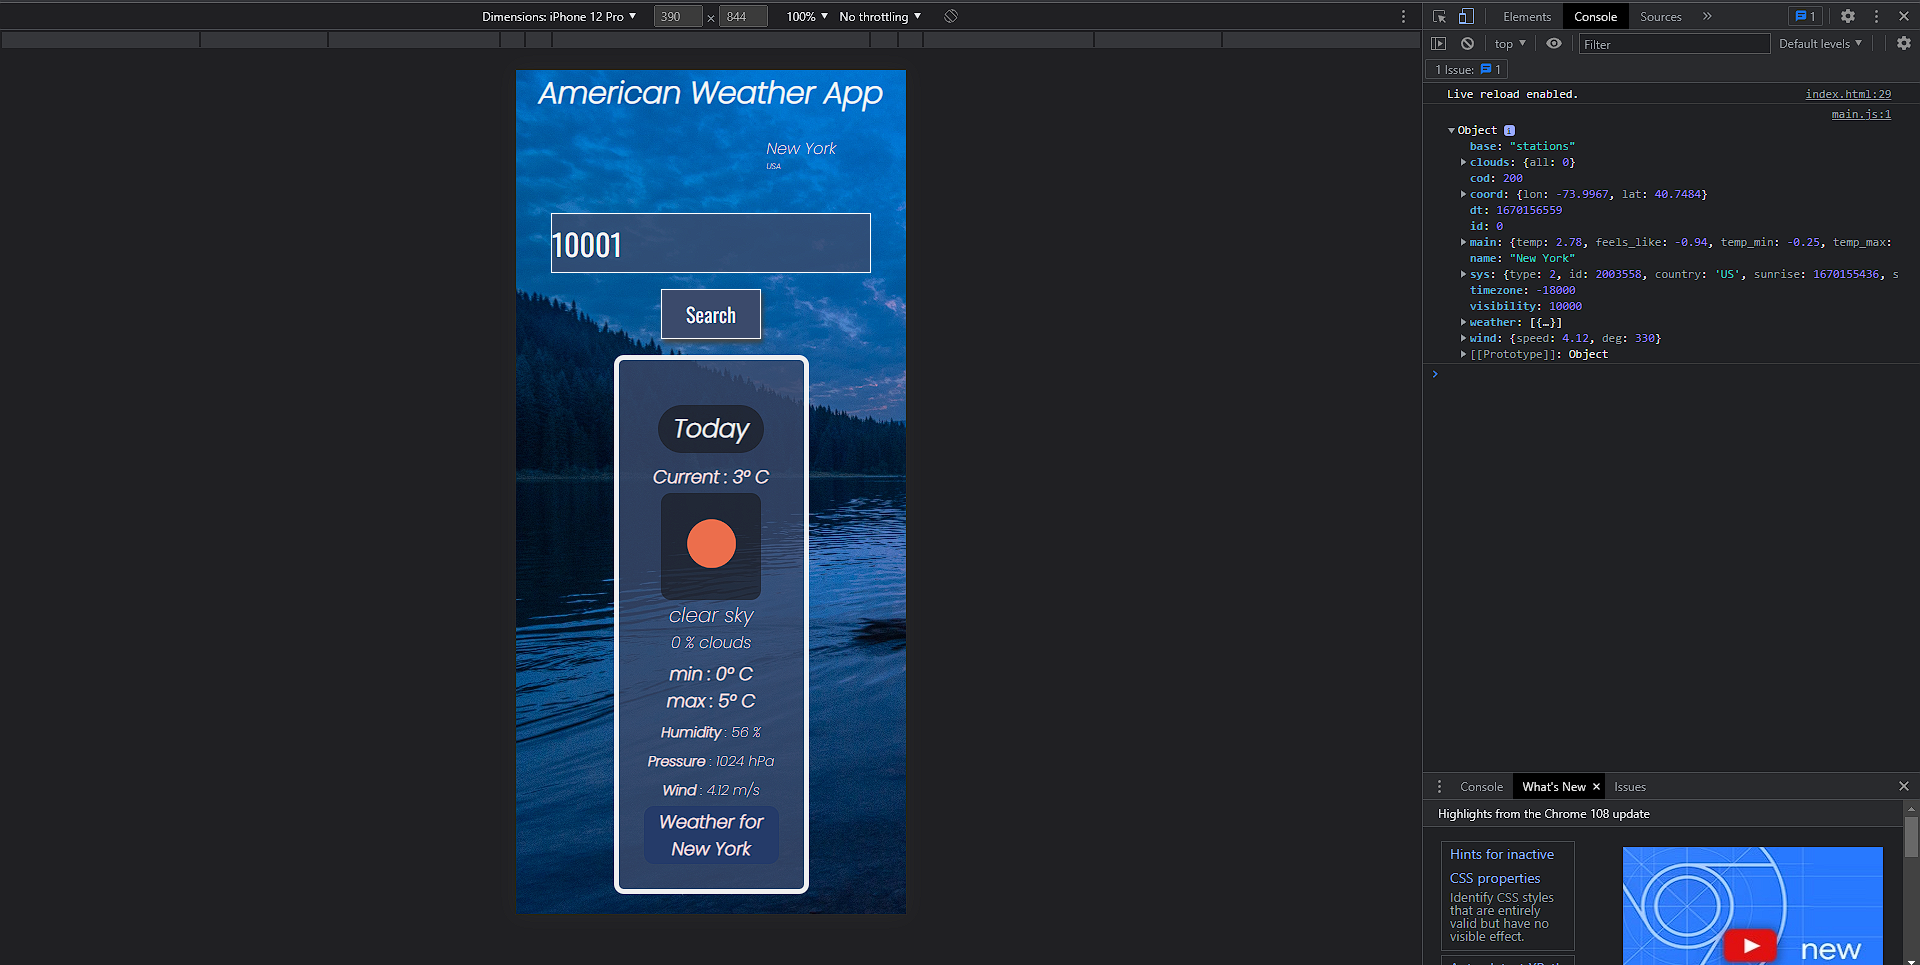 Dimensions: iPhone 12 Pro ▼ 390 × 844 100% ▼ No throttling ▼
American Weather App
New York
USA
10001
Search
Today
Current : 3° C
clear sky
0 % clouds
min : 0° C
max : 5° C
Humidity : 56 %
Pressure : 1024 hPa
Wind : 4.12 m/s
Weather for
New York
Elements Console Sources » 1
top ▼ Filter Default levels ▼
1 Issue: 1
Live reload enabled. index.html:29
main.js:1
▼Object i
base: "stations"
▶clouds: {all: 0}
cod: 200
▶coord: {lon: -73.9967, lat: 40.7484}
dt: 1670156559
id: 0
▶main: {temp: 2.78, feels_like: -0.94, temp_min: -0.25, temp_max:
name: "New York"
▶sys: {type: 2, id: 2003558, country: 'US', sunrise: 1670155436, s
timezone: -18000
visibility: 10000
▶weather: [{…}]
▶wind: {speed: 4.12, deg: 330}
▶[[Prototype]]: Object
›
Console What's New × Issues
Highlights from the Chrome 108 update
Hints for inactive
CSS properties
Identify CSS styles
that are entirely
valid but have no
visible effect.
new